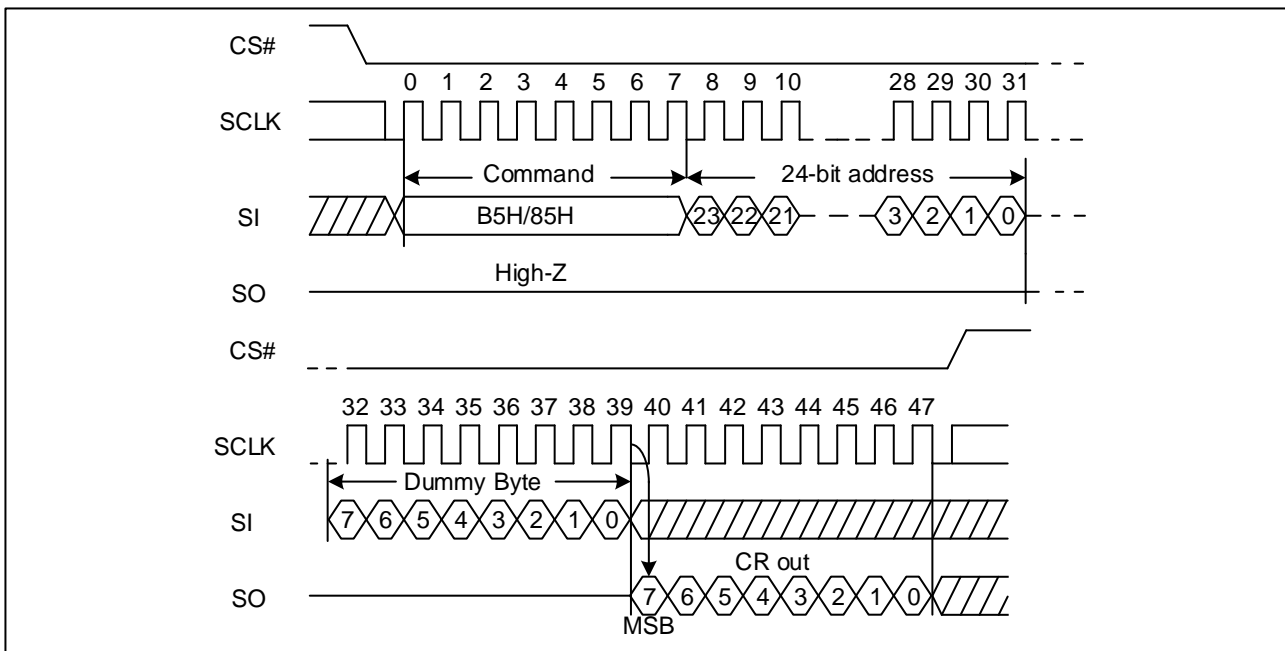 CS#
0 1 2 3 4 5 6 7 8 9 10 28 29 30 31
SCLK
Command 24-bit address
SI B5H/85H 23 22 21 3 2 1 0
High-Z
SO
CS#
32 33 34 35 36 37 38 39 40 41 42 43 44 45 46 47
SCLK
Dummy Byte
SI 7 6 5 4 3 2 1 0
CR out
SO 7 6 5 4 3 2 1 0
MSB